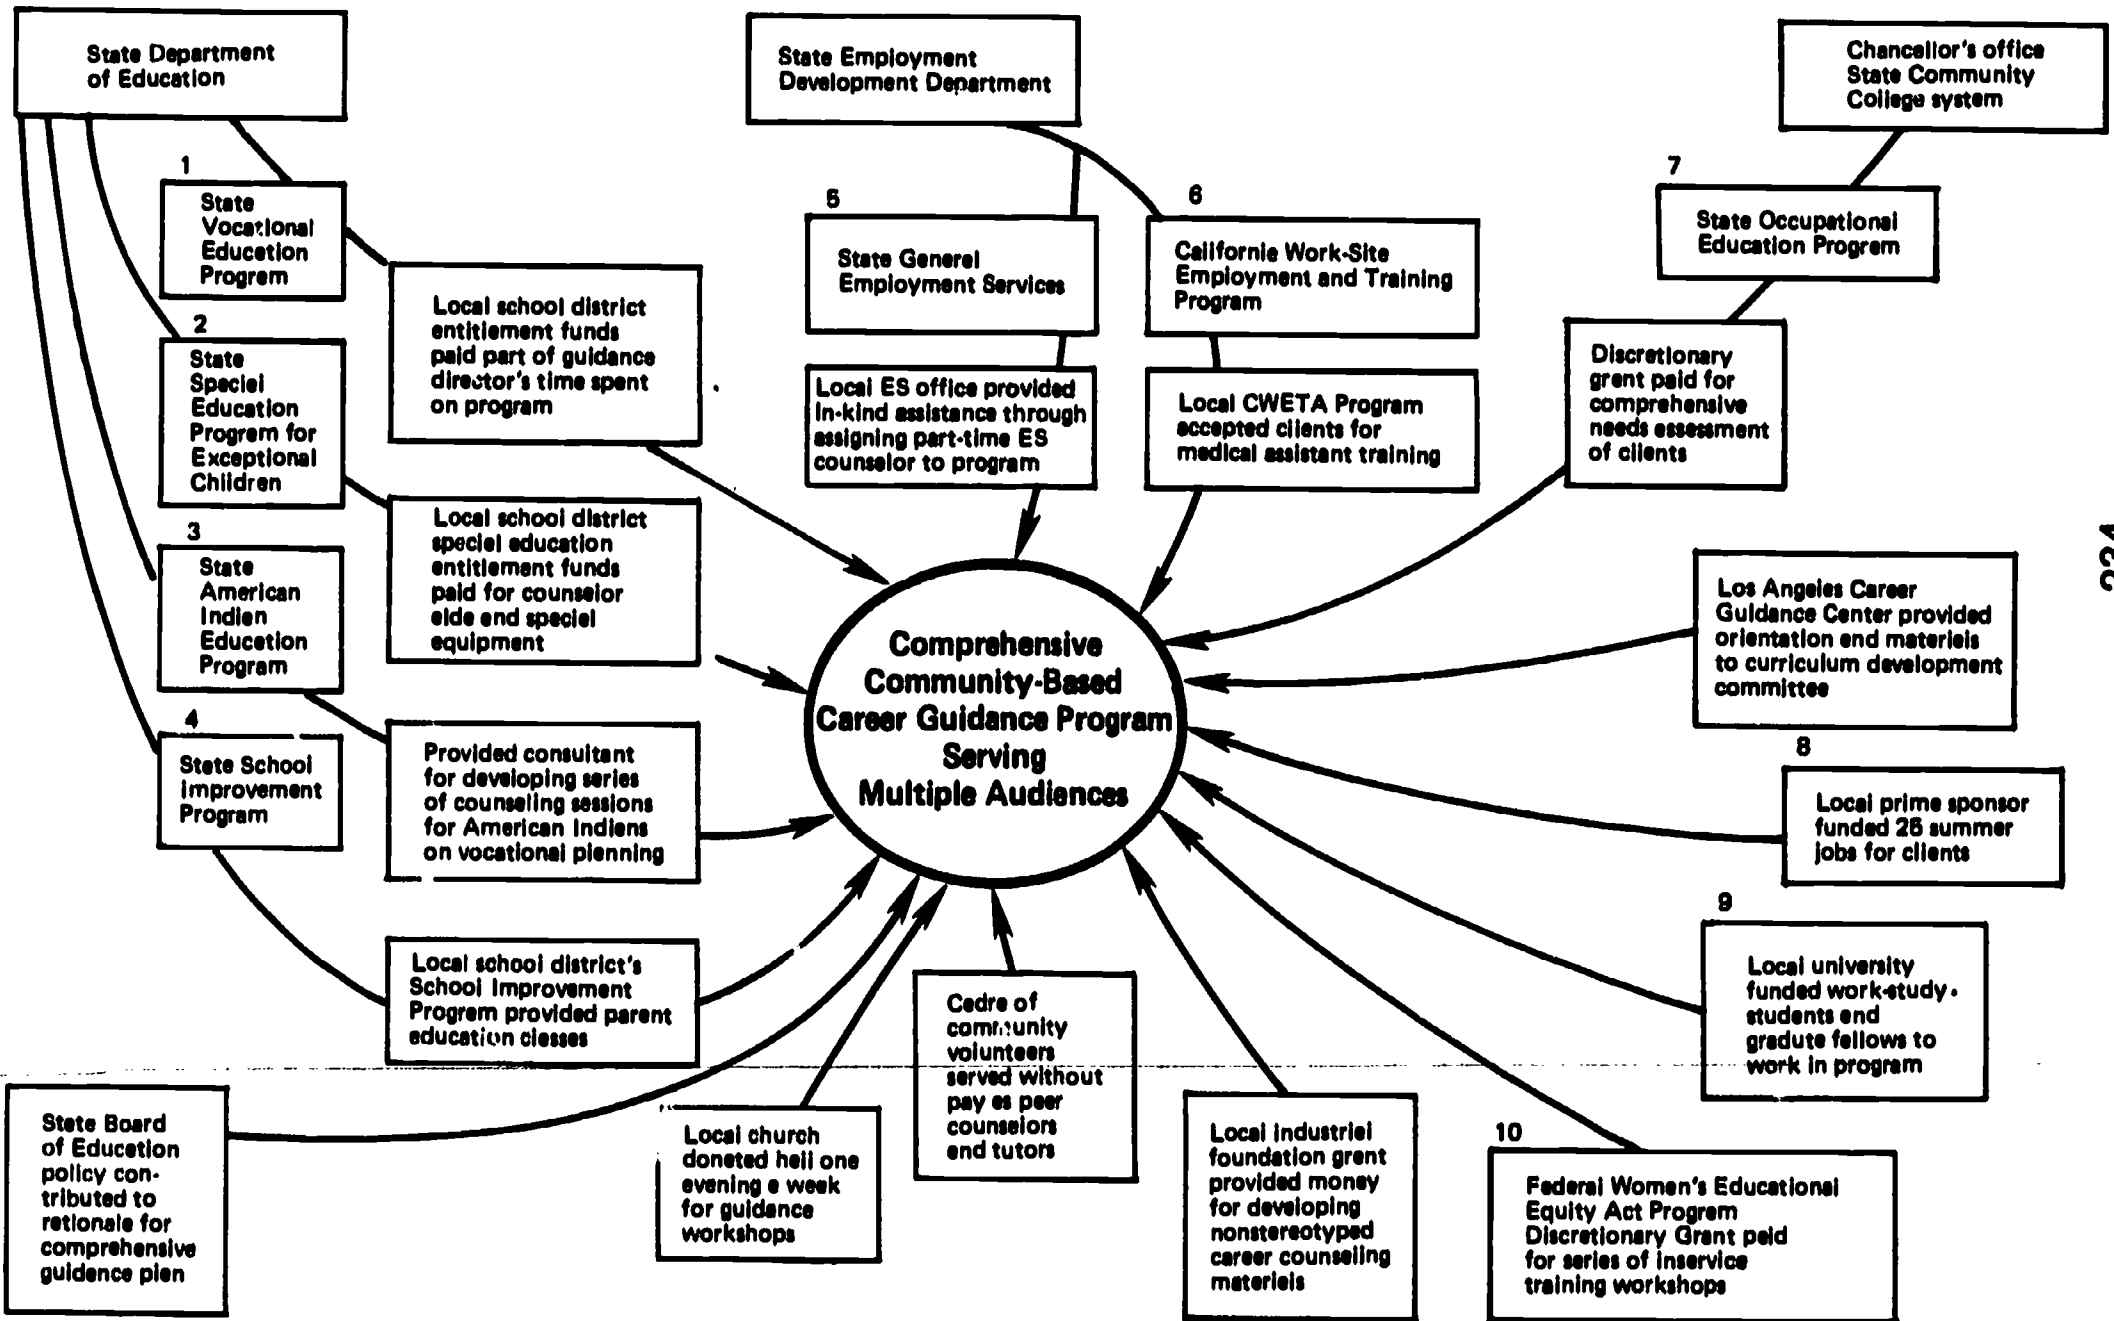 State Department
of Education
State Employment
Development Department
Chancellor's office
State Community
College system
1
State
Vocational
Education
Program
Local school district
entitlement funds
paid part of guidance
director's time spent
on program
2
State
Special
Education
Program for
Exceptional
Children
Local school district
special education
entitlement funds
paid for counselor
aide and special
equipment
3
State
American
Indian
Education
Program
Provided consultant
for developing series
of counseling sessions
for American Indians
on vocational planning
4
State School
Improvement
Program
Local school district's
School Improvement
Program provided parent
education classes
5
State General
Employment Services
Local ES office provided
in-kind assistance through
assigning part-time ES
counselor to program
6
California Work-Site
Employment and Training
Program
Local CWETA Program
accepted clients for
medical assistant training
7
State Occupational
Education Program
Discretionary
grant paid for
comprehensive
needs assessment
of clients
Comprehensive
Community-Based
Career Guidance Program
Serving
Multiple Audiences
Los Angeles Career
Guidance Center provided
orientation and materials
to curriculum development
committee
8
Local prime sponsor
funded 25 summer
jobs for clients
9
Local university
funded work-study
students and
gradute fellows to
work in program
10
Federal Women's Educational
Equity Act Program
Discretionary Grant paid
for series of inservice
training workshops
Local industrial
foundation grant
provided money
for developing
nonstereotyped
career counseling
materials
Cadre of
community
volunteers
served without
pay as peer
counselors
and tutors
Local church
donated hall one
evening a week
for guidance
workshops
State Board
of Education
policy con-
tributed to
rationale for
comprehensive
guidance plan